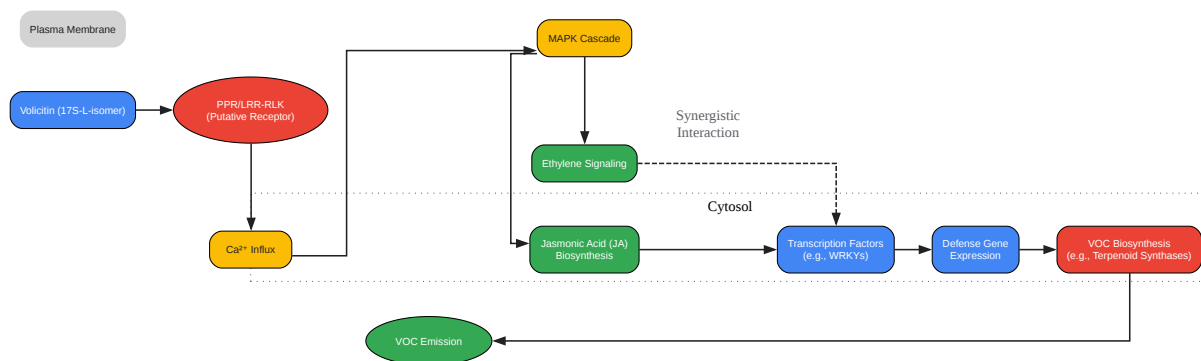 Plasma Membrane
MAPK Cascade
Volicitin (17S-L-isomer)
PPR/LRR-RLK
(Putative Receptor)
Synergistic
Interaction
Ethylene Signaling
Cytosol
Ca²⁺ Influx
Jasmonic Acid (JA)
Biosynthesis
Transcription Factors
(e.g., WRKYs)
Defense Gene
Expression
VOC Biosynthesis
(e.g., Terpenoid Synthases)
VOC Emission